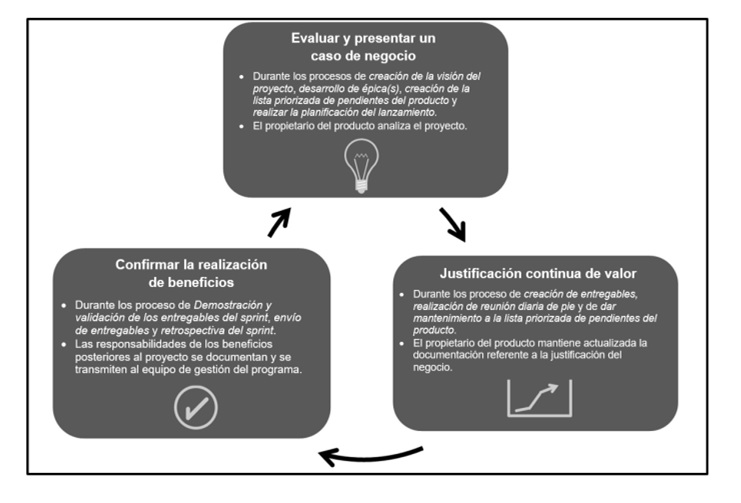 Evaluar y presentar un
caso de negocio
• Durante los procesos de creación de la visión del
proyecto, desarrollo de épica(s), creación de la
lista priorizada de pendientes del producto y
realizar la planificación del lanzamiento.
• El propietario del producto analiza el proyecto.
Confirmar la realización
de beneficios
• Durante los proceso de Demostración y
validación de los entregables del sprint, envío
de entregables y retrospectiva del sprint.
• Las responsabilidades de los beneficios
posteriores al proyecto se documentan y se
transmiten al equipo de gestión del programa.
Justificación continua de valor
• Durante los proceso de creación de entregables,
realización de reunión diaria de pie y de dar
mantenimiento a la lista priorizada de pendientes del
producto.
• El propietario del producto mantiene actualizada la
documentación referente a la justificación del
negocio.